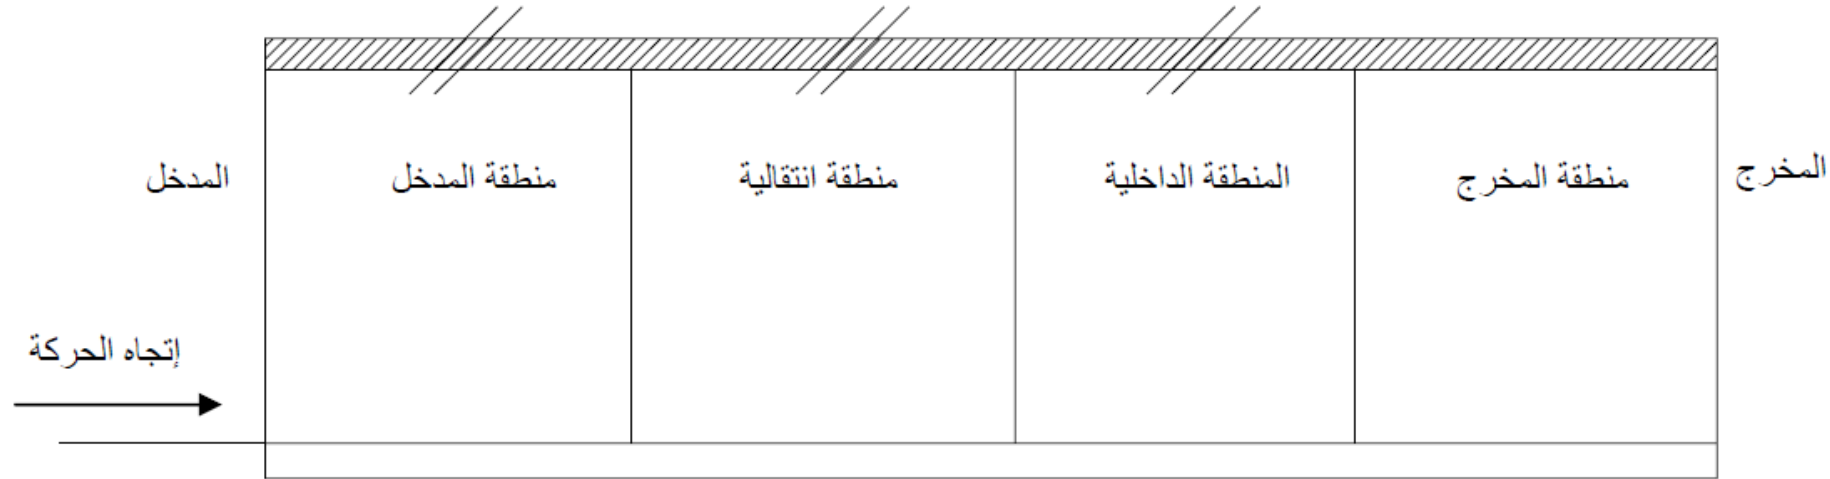 المدخل
منطقة المدخل
منطقة انتقالية
المنطقة الداخلية
منطقة المخرج
المخرج
إتجاه الحركة